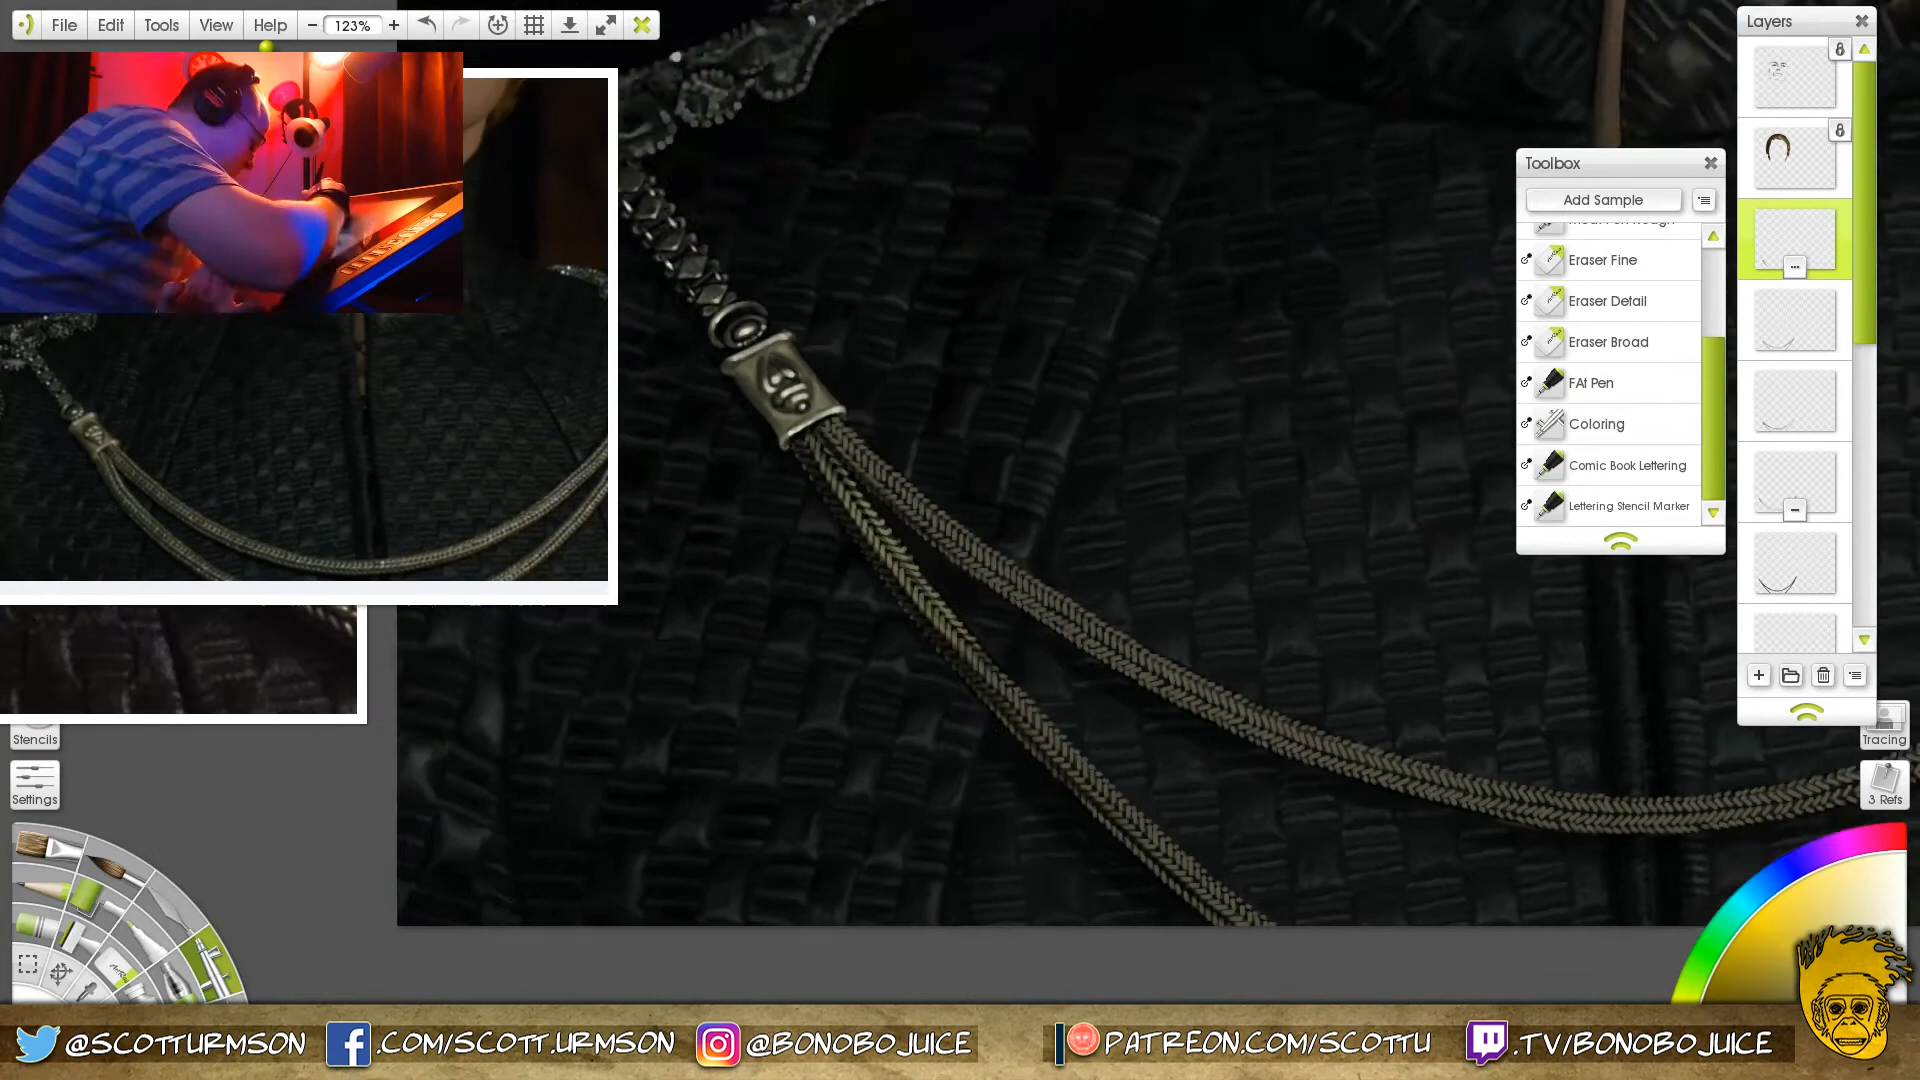 File Edit Tools View Help 123%
Layers
Toolbox
Add Sample
Eraser Fine
Eraser Detail
Eraser Broad
FAt Pen
Coloring
Comic Book Lettering
Lettering Stencil Marker
Stencils
Settings
Tracing
3 Refs
@SCOTTURMSON .COM/SCOTT.URMSON @BONOBOJUICE PATREON.COM/SCOTTU .TV/BONOBOJUICE